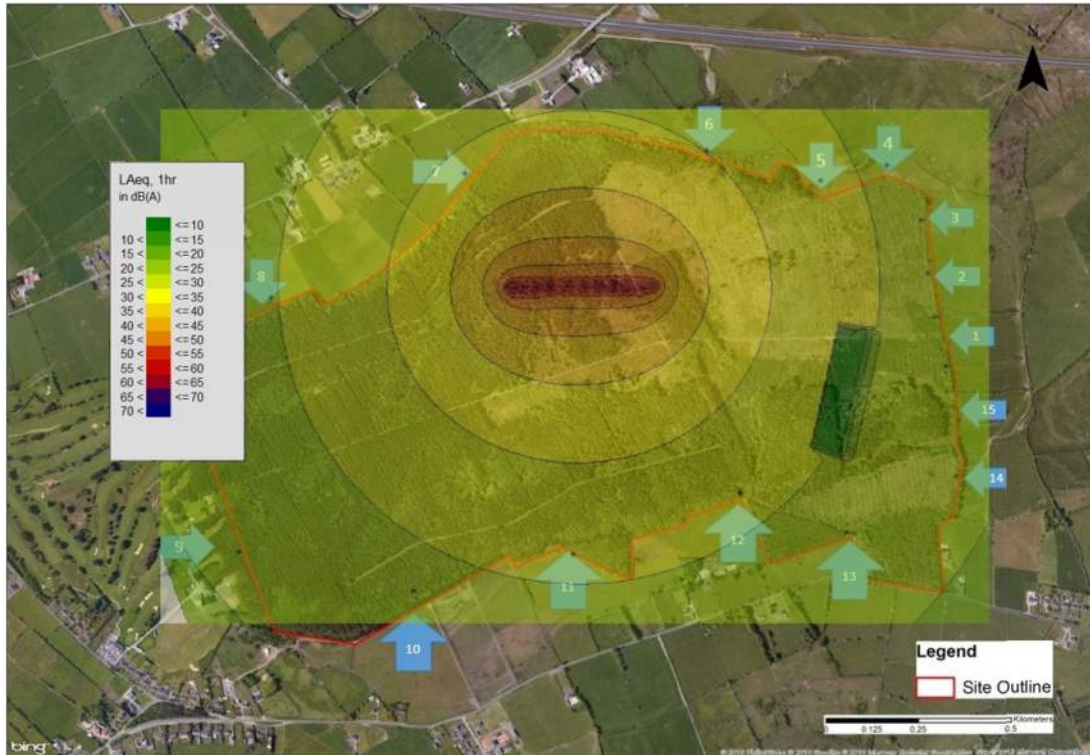 N
6
4
5
7
3
2
8
1
15
14
9
12
13
11
10
LAeq, 1hr
in dB(A)
<= 10
10 < <= 15
15 < <= 20
20 < <= 25
25 < <= 30
30 < <= 35
35 < <= 40
40 < <= 45
45 < <= 50
50 < <= 55
55 < <= 60
60 < <= 65
65 < <= 70
70 <
Legend
Site Outline
Kilometers
0 0.125 0.25 0.5
bing